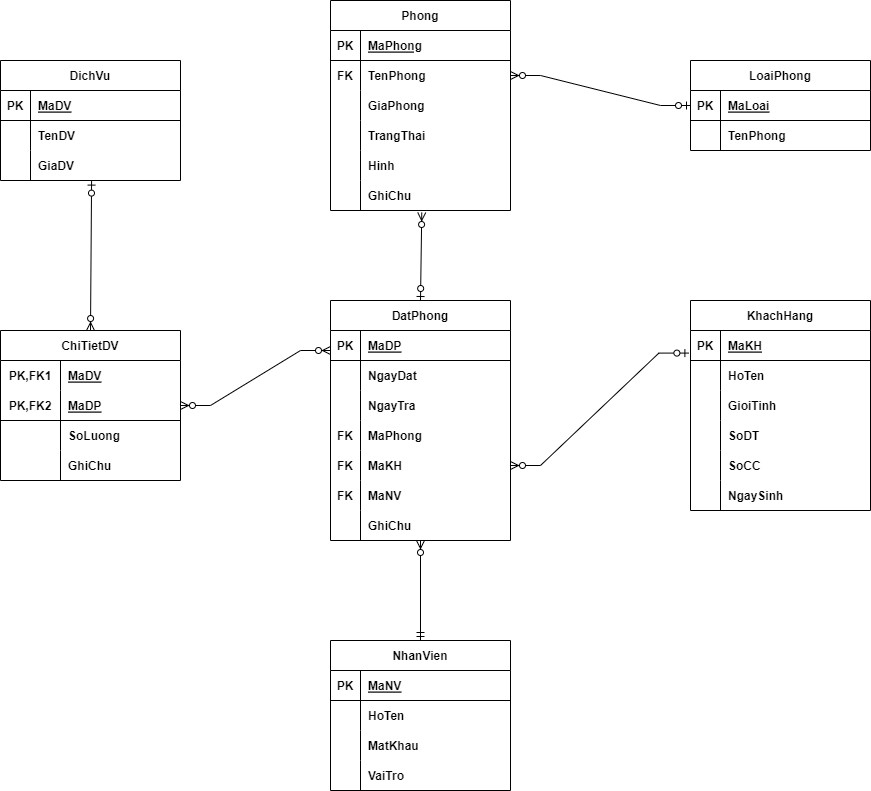 Phong
PK MaPhong
FK TenPhong
GiaPhong
TrangThai
Hinh
GhiChu
DichVu
PK MaDV
TenDV
GiaDV
LoaiPhong
PK MaLoai
TenPhong
ChiTietDV
PK,FK1 MaDV
PK,FK2 MaDP
SoLuong
GhiChu
DatPhong
PK MaDP
NgayDat
NgayTra
FK MaPhong
FK MaKH
FK MaNV
GhiChu
KhachHang
PK MaKH
HoTen
GioiTinh
SoDT
SoCC
NgaySinh
NhanVien
PK MaNV
HoTen
MatKhau
VaiTro